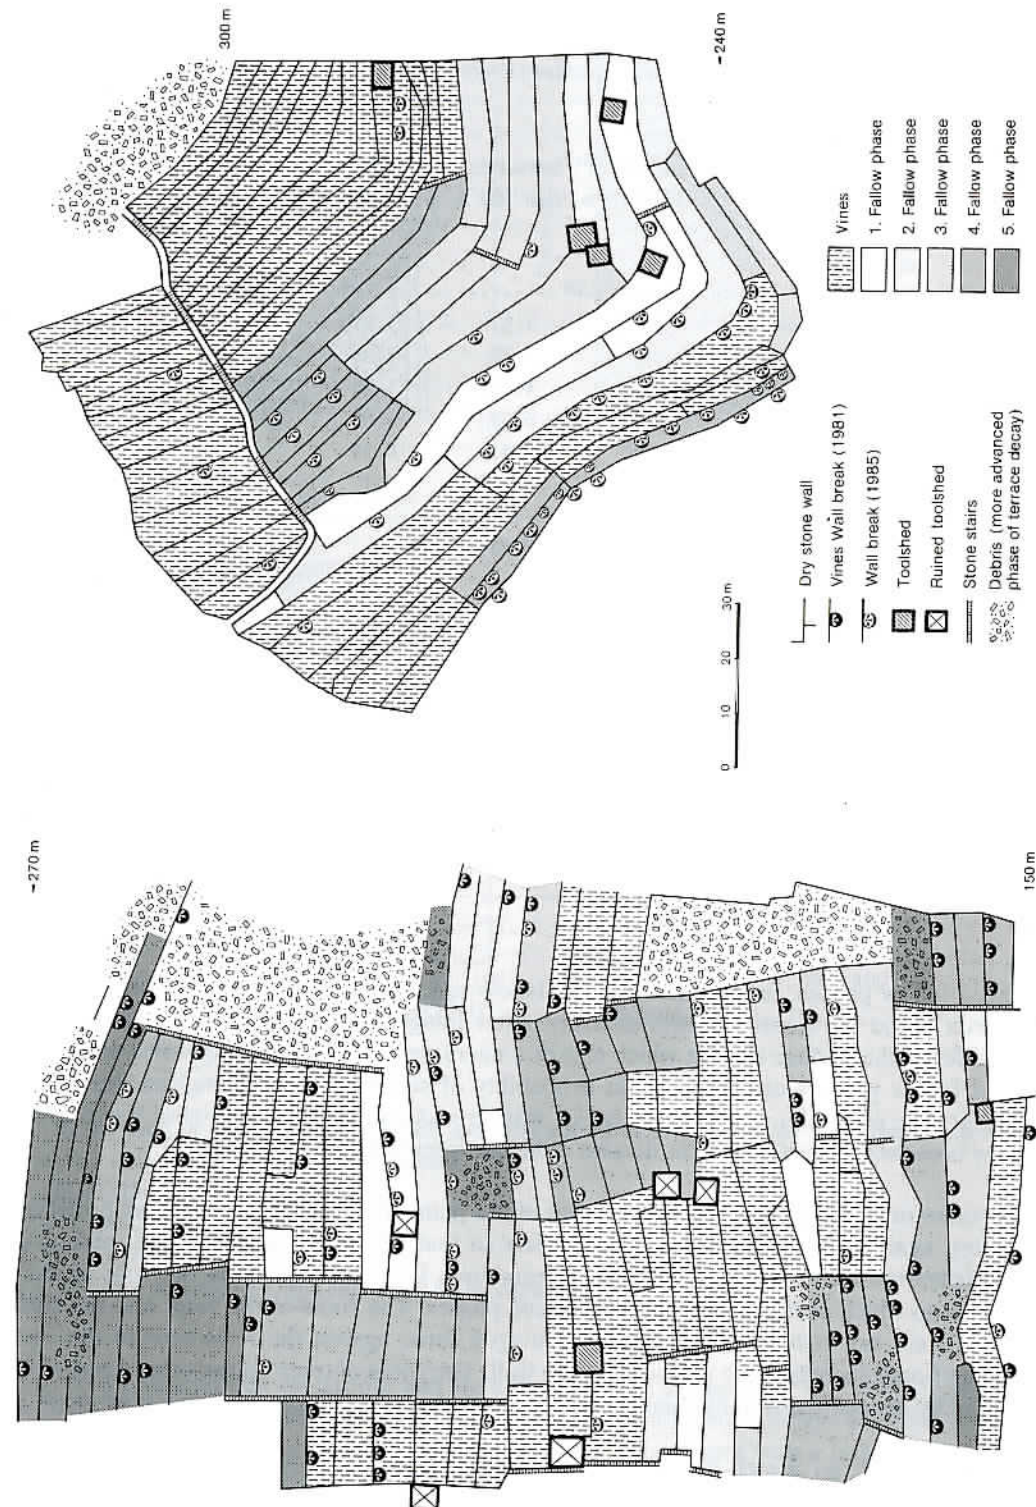 300 m
-240 m
Vines
1. Fallow phase
2. Fallow phase
3. Fallow phase
4. Fallow phase
5. Fallow phase
Dry stone wall
Vines Wall break (1981)
Wall break (1985)
Toolshed
Ruined toolshed
Stone stairs
Debris (more advanced
phase of terrace decay)
0 10 20 30 m
-270 m
150 m